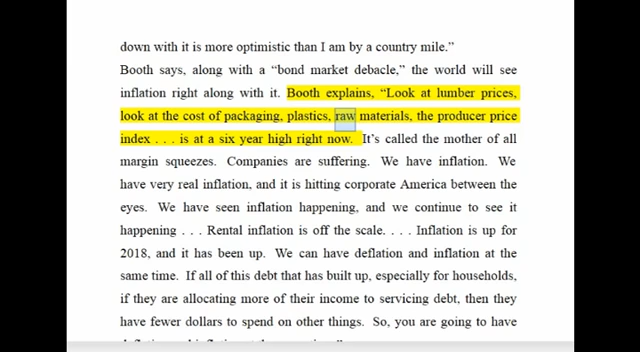 down with it is more optimistic than I am by a country mile.”
Booth says, along with a “bond market debacle,” the world will see
inflation right along with it. Booth explains, “Look at lumber prices,
look at the cost of packaging, plastics, raw materials, the producer price
index . . . is at a six year high right now. It’s called the mother of all
margin squeezes. Companies are suffering. We have inflation. We
have very real inflation, and it is hitting corporate America between the
eyes. We have seen inflation happening, and we continue to see it
happening . . . Rental inflation is off the scale. . . . Inflation is up for
2018, and it has been up. We can have deflation and inflation at the
same time. If all of this debt that has built up, especially for households,
if they are allocating more of their income to servicing debt, then they
have fewer dollars to spend on other things. So, you are going to have